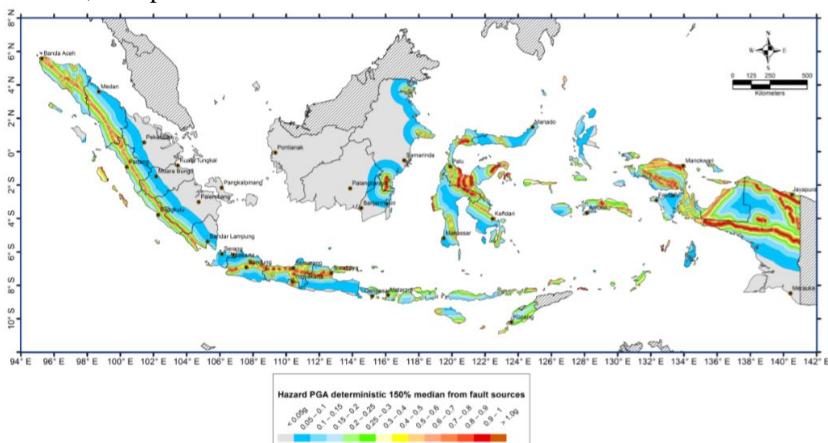 8° N
6° N
4° N
2° N
0°
2° S
4° S
6° S
8° S
10° S
Banda Aceh
Medan
Padang
Kuala Tungkal
Muara Bungo
Pangkalpinang
Palembang
Bandar Lampung
Serang
Pontianak
Samarinda
Manado
Palu
Kendari
Makassar
Mataram
Kupang
Manokwari
Jayapura
Merauke
N
W
E
S
0 125 250 500
Kilometers
94° E 96° E 98° E 100° E 102° E 104° E 106° E 108° E 110° E 112° E 114° E 116° E 118° E 120° E 122° E 124° E 126° E 128° E 130° E 132° E 134° E 136° E 138° E 140° E 142° E
Hazard PGA deterministic 150% median from fault sources
< 0.05g
0.05 – 0.1
0.1 – 0.15
0.15 – 0.2
0.2 – 0.25
0.25 – 0.3
0.3 – 0.4
0.4 – 0.5
0.5 – 0.6
0.6 – 0.7
0.7 – 0.8
0.8 – 0.9
0.9 – 1
> 1.0g